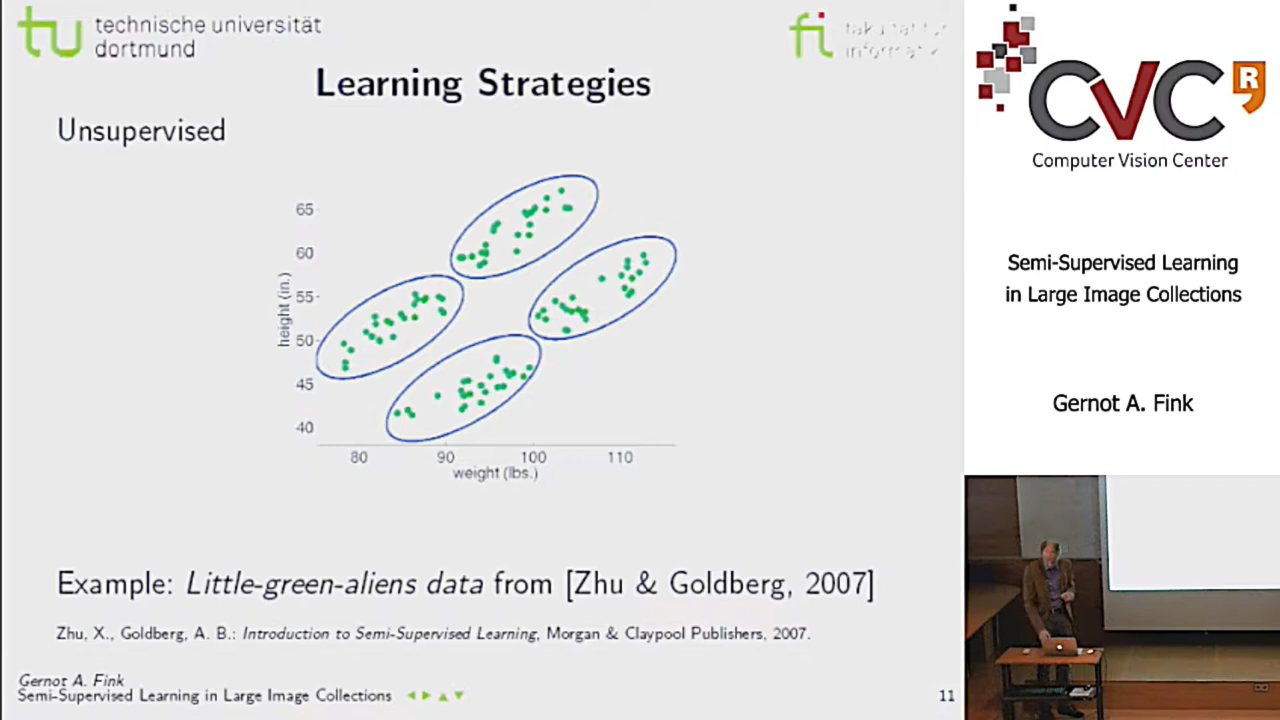 tu technische universität
dortmund
fi fakultät für
informatik
Learning Strategies
Unsupervised
65
60
55
50
45
40
height (in.)
80 90 100 110
weight (lbs.)
Example: Little-green-aliens data from [Zhu & Goldberg, 2007]
Zhu, X., Goldberg, A. B.: Introduction to Semi-Supervised Learning, Morgan & Claypool Publishers, 2007.
Gernot A. Fink
Semi-Supervised Learning in Large Image Collections
11
CVC R
Computer Vision Center
Semi-Supervised Learning
in Large Image Collections
Gernot A. Fink